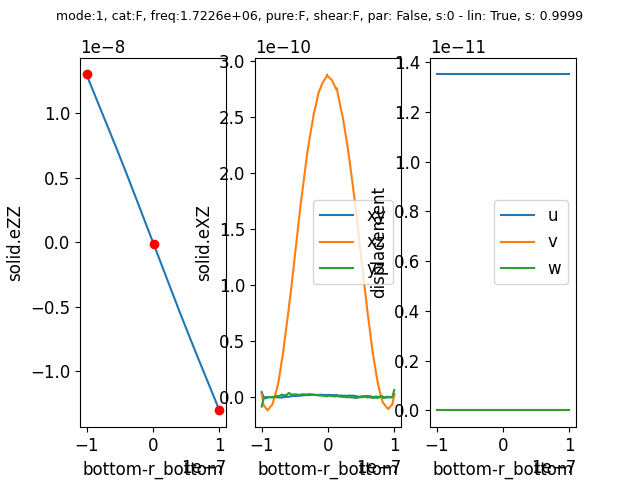 mode:1, cat:F, freq:1.7226e+06, pure:F, shear:F, par: False, s:0 - lin: True, s: 0.9999
1e−8
1.0
0.5
0.0
−0.5
−1.0
solid.eZZ
−1
0
1
1e−7
bottom-r_bottom
1e−10
3.0
2.5
2.0
1.5
1.0
0.5
0.0
solid.eXZ
−1
0
1
1e−7
bottom-r_bottom
1e−11
1.4
1.2
1.0
0.8
0.6
0.4
0.2
0.0
displacement
u
v
w
−1
0
1
1e−7
bottom-r_bottom